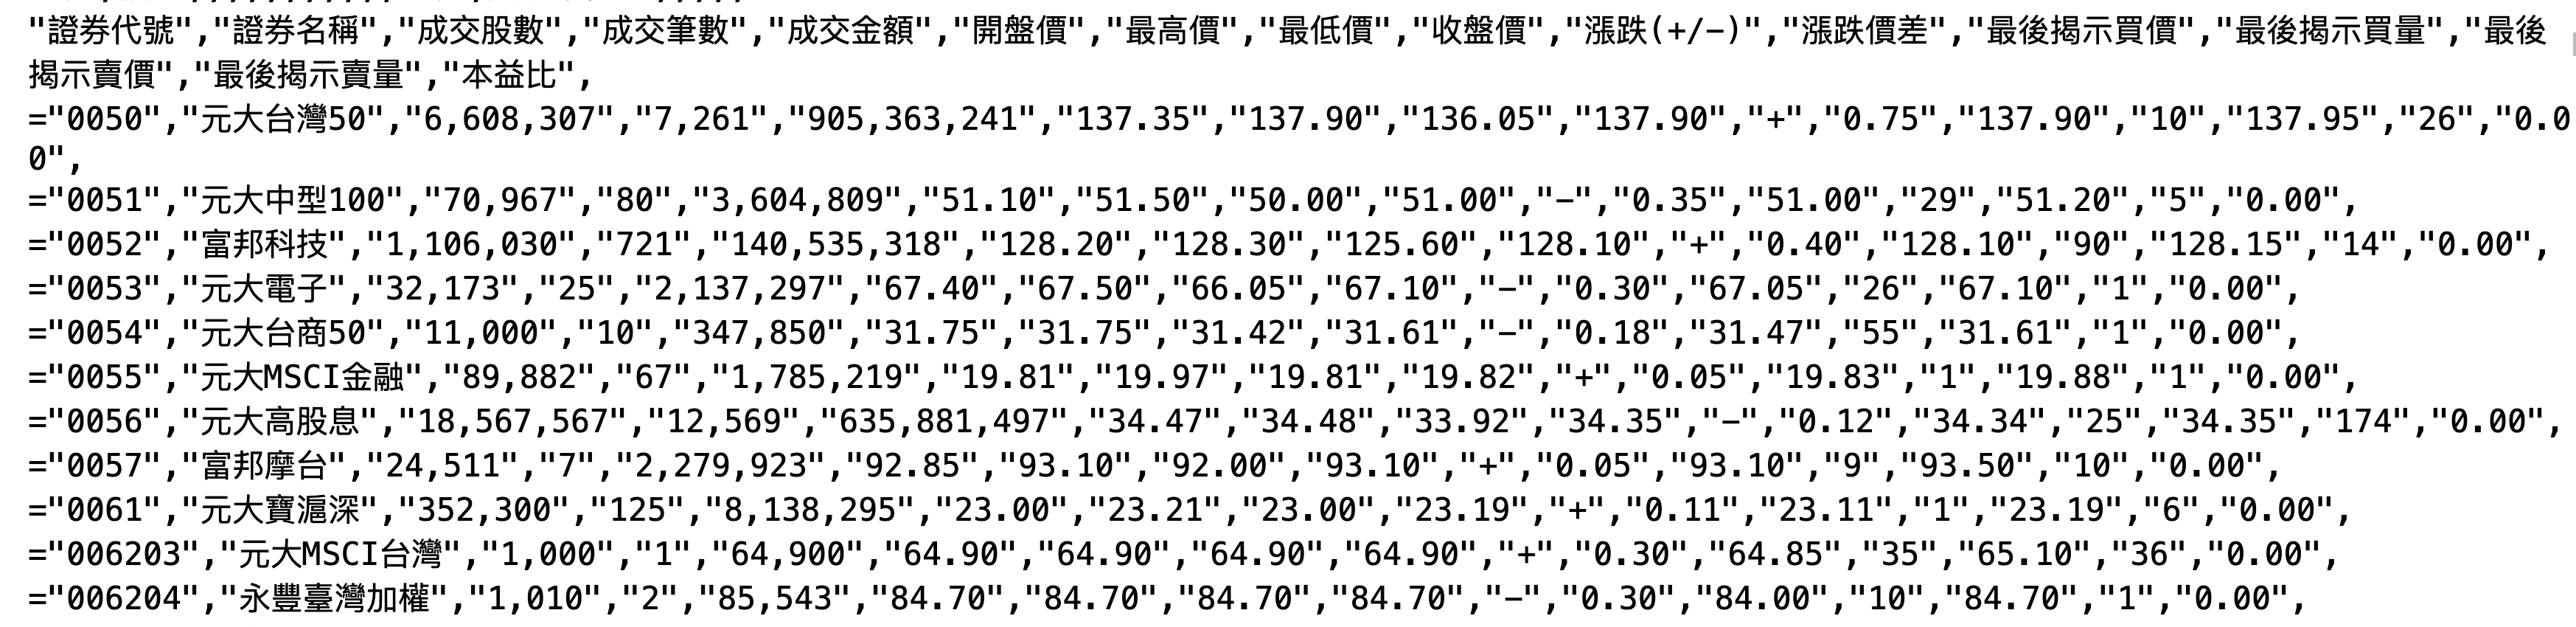 "證券代號","證券名稱","成交股數","成交筆數","成交金額","開盤價","最高價","最低價","收盤價","漲跌(+/-)","漲跌價差","最後揭示買價","最後揭示買量","最後
揭示賣價","最後揭示賣量","本益比",
="0050","元大台灣50","6,608,307","7,261","905,363,241","137.35","137.90","136.05","137.90","+","0.75","137.90","10","137.95","26","0.0
0",
="0051","元大中型100","70,967","80","3,604,809","51.10","51.50","50.00","51.00","-","0.35","51.00","29","51.20","5","0.00",
="0052","富邦科技","1,106,030","721","140,535,318","128.20","128.30","125.60","128.10","+","0.40","128.10","90","128.15","14","0.00",
="0053","元大電子","32,173","25","2,137,297","67.40","67.50","66.05","67.10","-","0.30","67.05","26","67.10","1","0.00",
="0054","元大台商50","11,000","10","347,850","31.75","31.75","31.42","31.61","-","0.18","31.47","55","31.61","1","0.00",
="0055","元大MSCI金融","89,882","67","1,785,219","19.81","19.97","19.81","19.82","+","0.05","19.83","1","19.88","1","0.00",
="0056","元大高股息","18,567,567","12,569","635,881,497","34.47","34.48","33.92","34.35","-","0.12","34.34","25","34.35","174","0.00",
="0057","富邦摩台","24,511","7","2,279,923","92.85","93.10","92.00","93.10","+","0.05","93.10","9","93.50","10","0.00",
="0061","元大寶滬深","352,300","125","8,138,295","23.00","23.21","23.00","23.19","+","0.11","23.11","1","23.19","6","0.00",
="006203","元大MSCI台灣","1,000","1","64,900","64.90","64.90","64.90","64.90","+","0.30","64.85","35","65.10","36","0.00",
="006204","永豐臺灣加權","1,010","2","85,543","84.70","84.70","84.70","84.70","-","0.30","84.00","10","84.70","1","0.00",